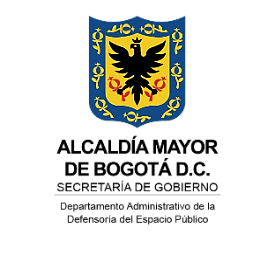 ALCALDÍA MAYOR
DE BOGOTÁ D.C.
SECRETARÍA DE GOBIERNO
Departamento Administrativo de la
Defensoría del Espacio Público